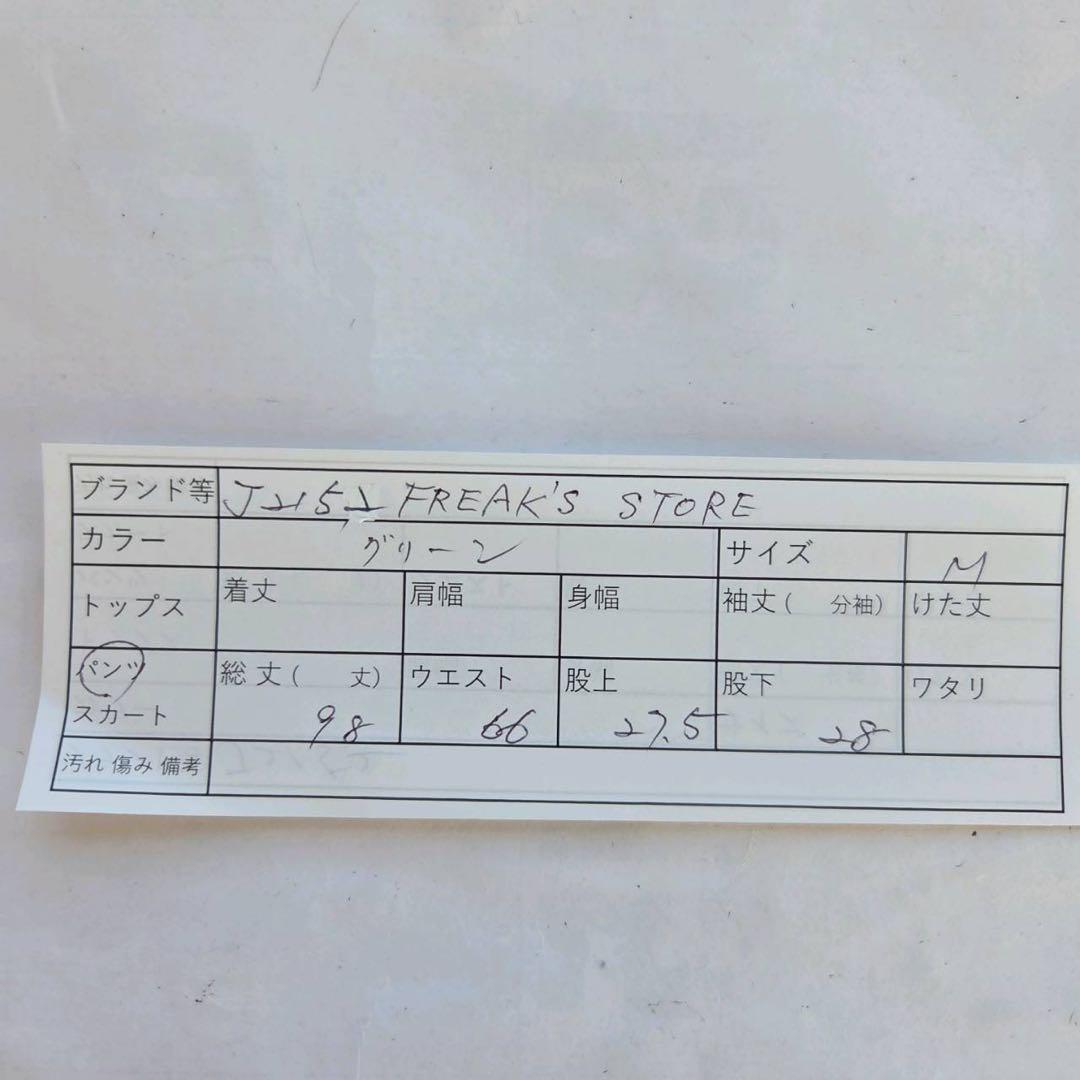 ブランド等 J2152 FREAK'S STORE
カラー グリーン サイズ M
トップス 着丈 肩幅 身幅 袖丈( 分袖) けた丈
パンツ スカート 総丈( 丈) 98 ウエスト 66 股上 27.5 股下 28 ワタリ
汚れ 傷み 備考